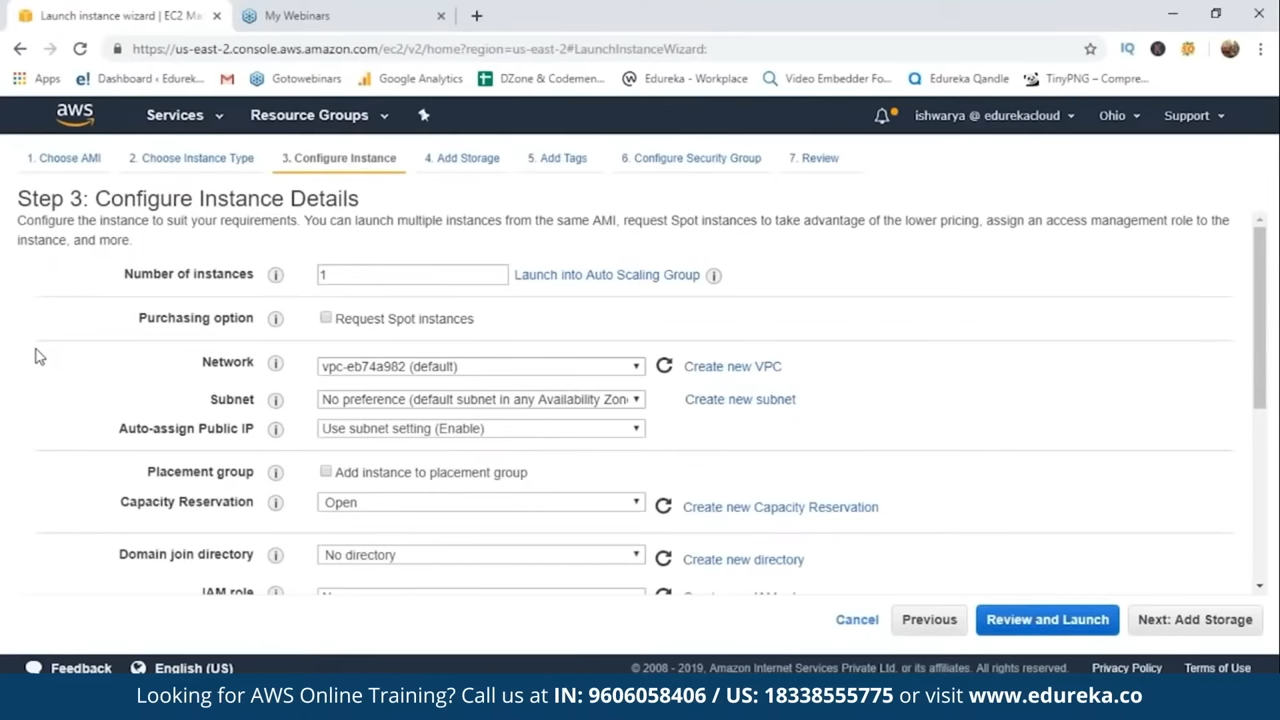 Launch instance wizard | EC2 Ma
My Webinars
https://us-east-2.console.aws.amazon.com/ec2/v2/home?region=us-east-2#LaunchInstanceWizard:
IQ
Apps
Dashboard ‹ Edurek...
Gotowebinars
Google Analytics
DZone & Codemen...
Edureka - Workplace
Video Embedder Fo...
Edureka Qandle
TinyPNG – Compre...
aws
Services
Resource Groups
ishwarya @ edurekacloud
Ohio
Support
1. Choose AMI
2. Choose Instance Type
3. Configure Instance
4. Add Storage
5. Add Tags
6. Configure Security Group
7. Review
Step 3: Configure Instance Details
Configure the instance to suit your requirements. You can launch multiple instances from the same AMI, request Spot instances to take advantage of the lower pricing, assign an access management role to the
instance, and more.
Number of instances
1
Launch into Auto Scaling Group
Purchasing option
Request Spot instances
Network
vpc-eb74a982 (default)
Create new VPC
Subnet
No preference (default subnet in any Availability Zon
Create new subnet
Auto-assign Public IP
Use subnet setting (Enable)
Placement group
Add instance to placement group
Capacity Reservation
Open
Create new Capacity Reservation
Domain join directory
No directory
Create new directory
IAM role
Cancel
Previous
Review and Launch
Next: Add Storage
Feedback
English (US)
© 2008 - 2019, Amazon Internet Services Private Ltd. or its affiliates. All rights reserved.
Privacy Policy
Terms of Use
Looking for AWS Online Training? Call us at IN: 9606058406 / US: 18338555775 or visit www.edureka.co